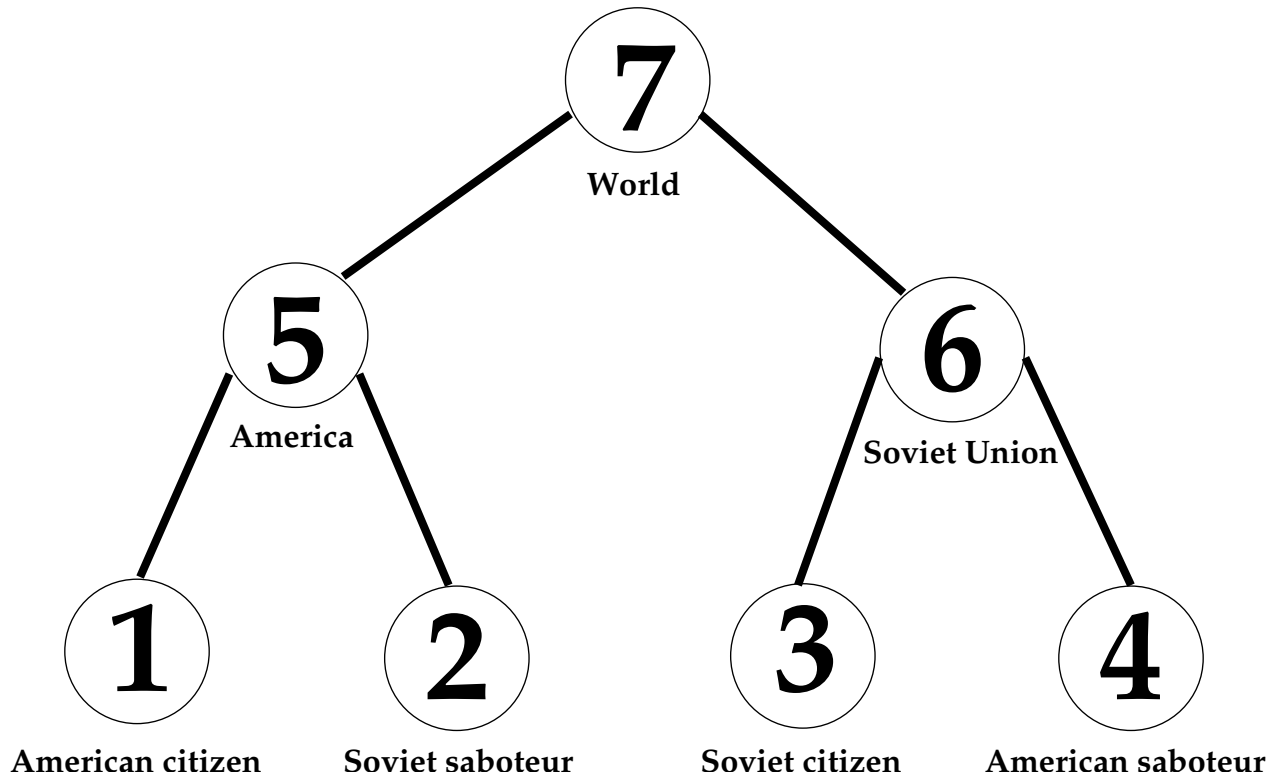 7
World
5
6
America
Soviet Union
1
2
3
4
American citizen
Soviet saboteur
Soviet citizen
American saboteur